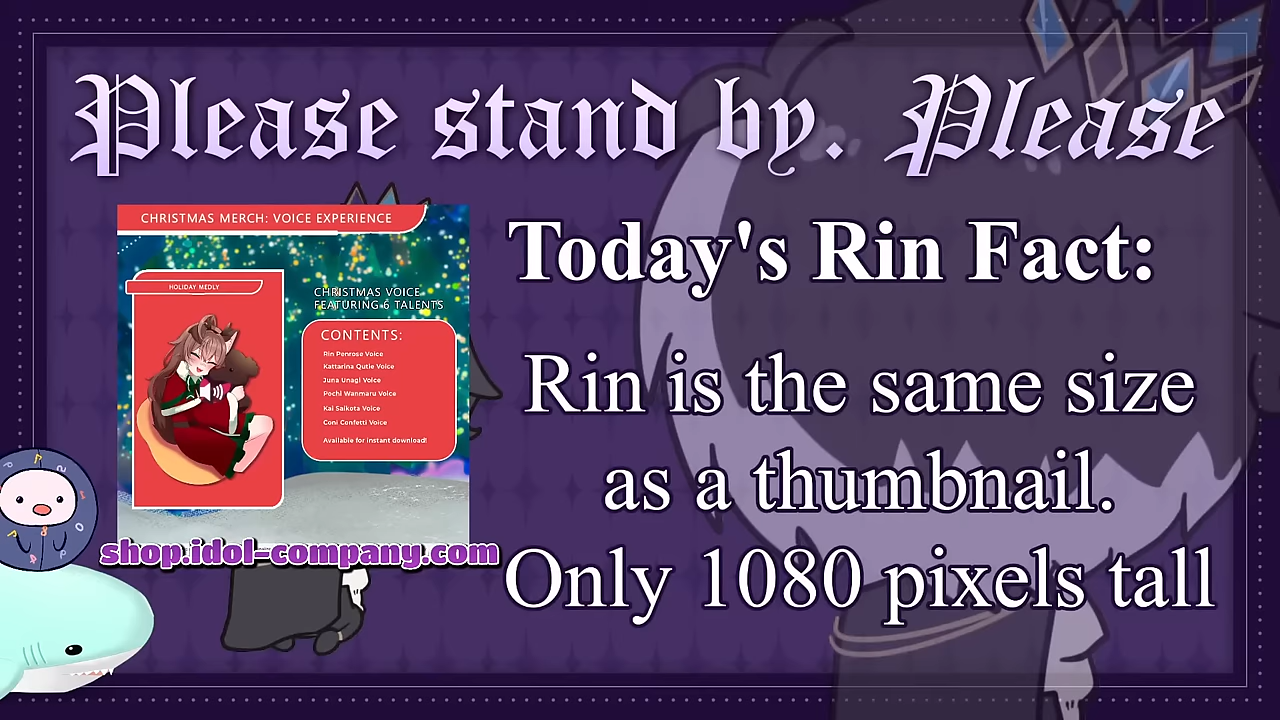 Please stand by. Please
CHRISTMAS MERCH: VOICE EXPERIENCE
HOLIDAY MEDLY
CHRISTMAS VOICE
FEATURING 6 TALENTS
CONTENTS:
Rin Penrose Voice
Kattarina Qutie Voice
Juna Unagi Voice
Pochi Wanmaru Voice
Kai Saikota Voice
Coni Confetti Voice
Available for instant download!
shop.idol-company.com
Today's Rin Fact:
Rin is the same size
as a thumbnail.
Only 1080 pixels tall